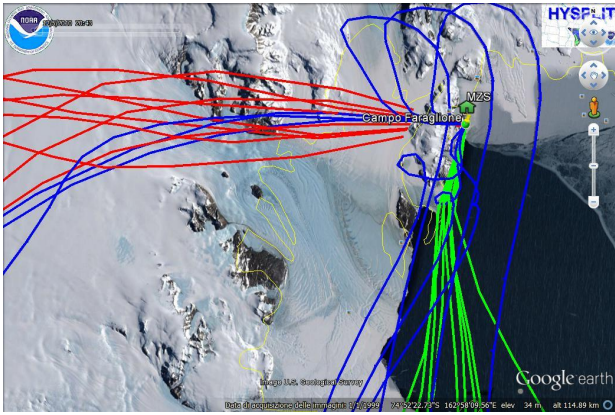 NOAA
HYSPLIT
N
MZS
Campo Faraglione
Image U.S. Geological Survey
Google earth
Data di acquisizione delle immagini: 1/1/1999 74°52'22.73"S 162°58'09.56"E elev 34 m alt 114.89 km